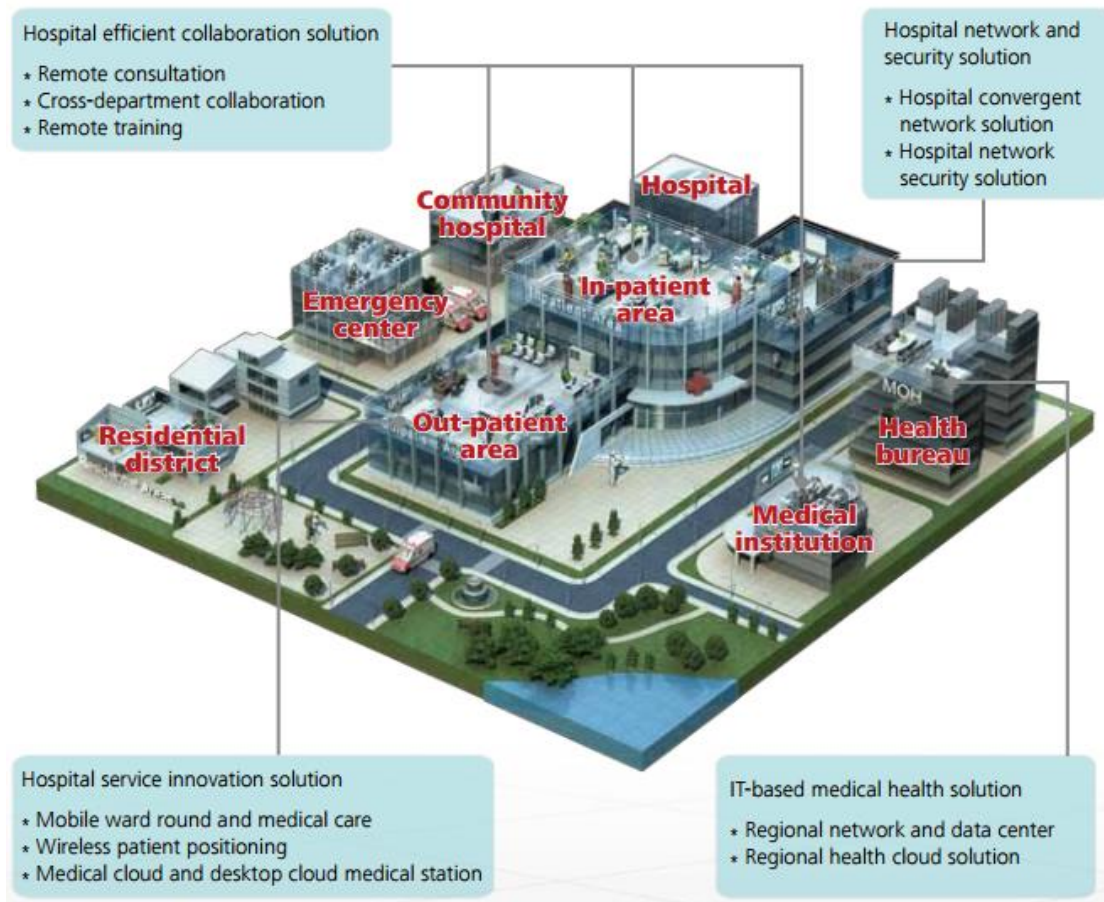 Hospital efficient collaboration solution
* Remote consultation
* Cross-department collaboration
* Remote training
Hospital network and
security solution
* Hospital convergent
network solution
* Hospital network
security solution
Community
hospital
Hospital
Emergency
center
In-patient
area
Residential
district
Out-patient
area
MOH
Health
bureau
Medical
institution
Hospital service innovation solution
* Mobile ward round and medical care
* Wireless patient positioning
* Medical cloud and desktop cloud medical station
IT-based medical health solution
* Regional network and data center
* Regional health cloud solution